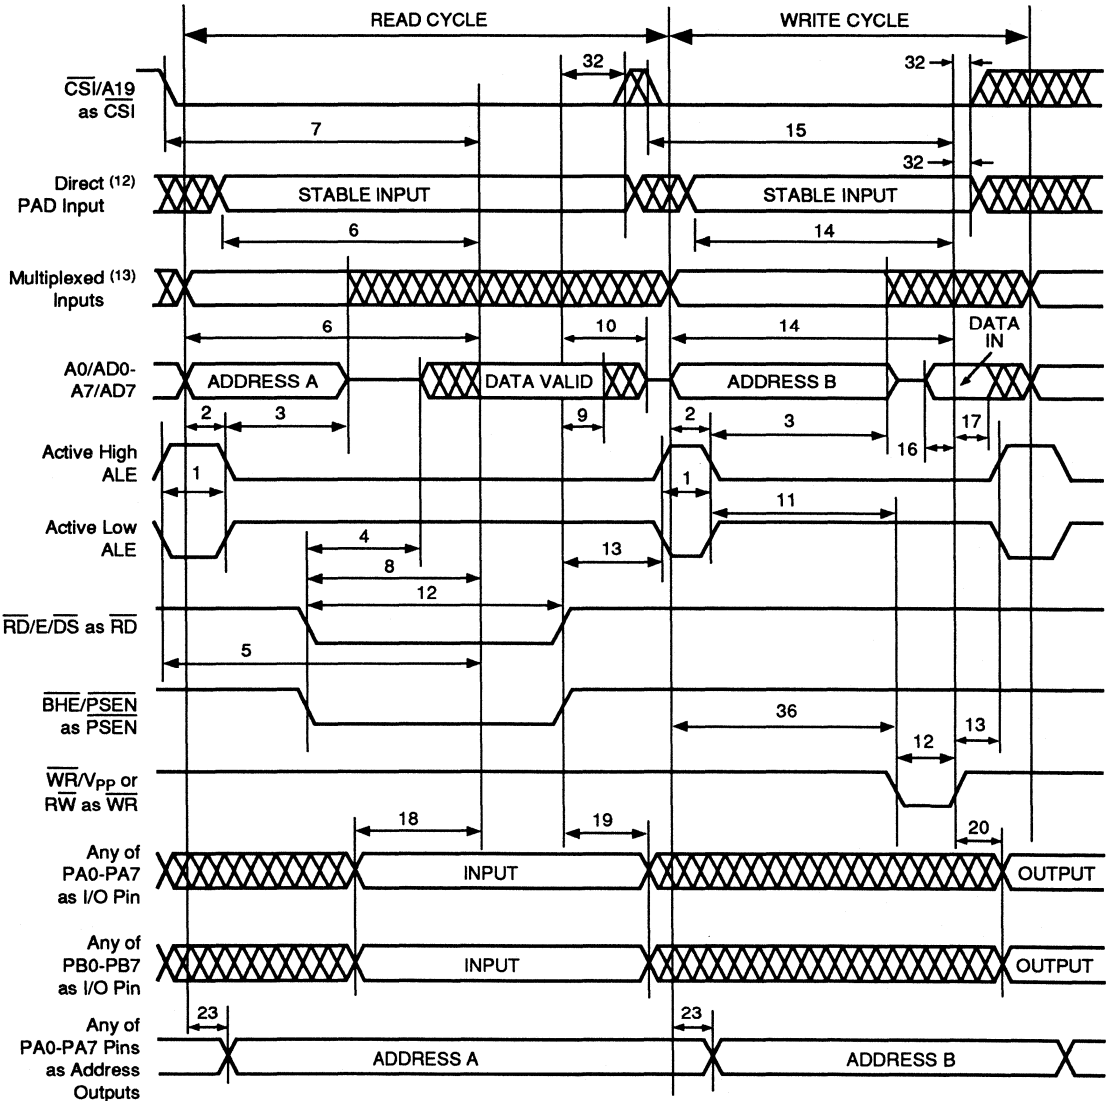 READ CYCLE WRITE CYCLE
32 32
CSI/A19
as CSI
7 15
32
Direct (12)
PAD Input
STABLE INPUT STABLE INPUT
6 14
Multiplexed (13)
Inputs
6 10 14 DATA
IN
A0/AD0-
A7/AD7
ADDRESS A DATA VALID ADDRESS B
2 3 9 2 3 16 17
Active High
ALE
1 1
11
Active Low
ALE
4 13
8
12
RD/E/DS as RD
5
BHE/PSEN
as PSEN
36 13
12
WR/VPP or
RW as WR
18 19 20
Any of
PA0-PA7
as I/O Pin
INPUT OUTPUT
Any of
PB0-PB7
as I/O Pin
INPUT OUTPUT
23 23
Any of
PA0-PA7 Pins
as Address
Outputs
ADDRESS A ADDRESS B